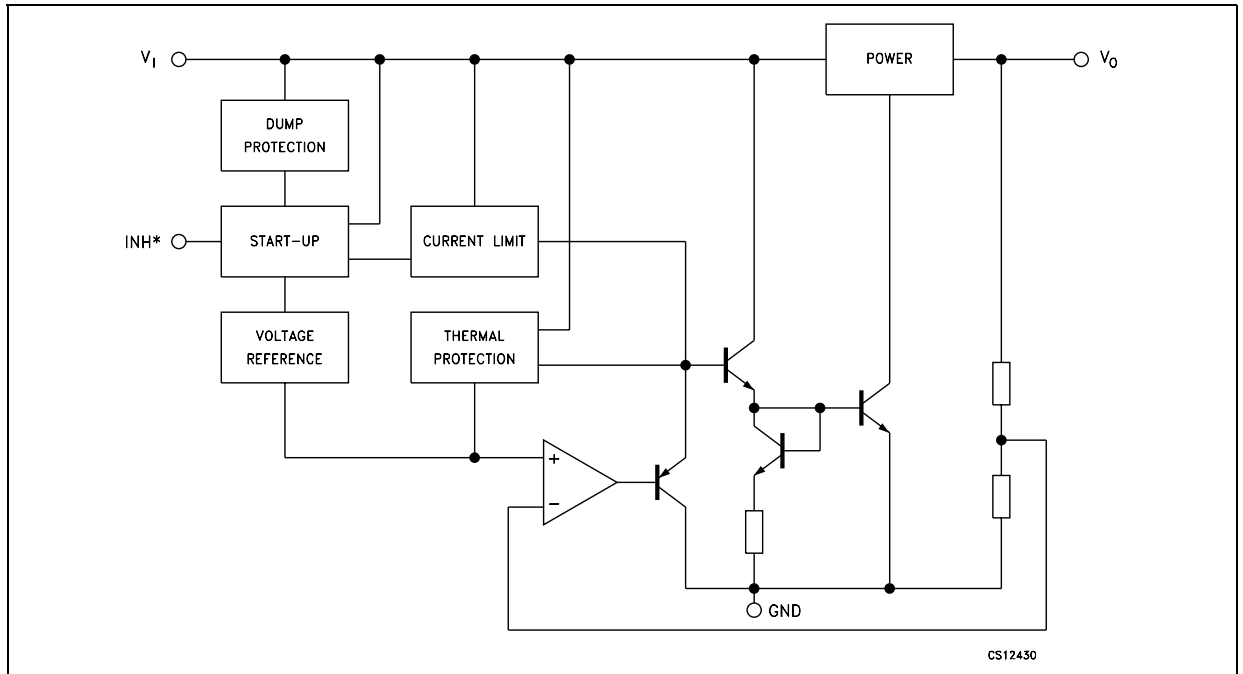 V_I
POWER
V_O
DUMP
PROTECTION
INH*
START-UP
CURRENT LIMIT
VOLTAGE
REFERENCE
THERMAL
PROTECTION
+
−
GND
CS12430